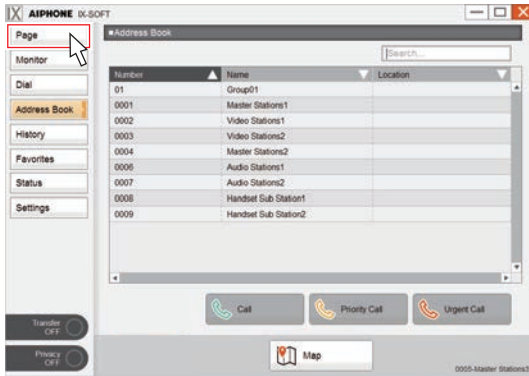 IX AIPHONE IX-SOFT
Page
Monitor
Dial
Address Book
History
Favorites
Status
Settings
Transfer OFF
Privacy OFF
■Address Book
Search...
Number Name Location
01 Group01
0001 Master Stations1
0002 Video Stations1
0003 Video Stations2
0004 Master Stations2
0006 Audio Stations1
0007 Audio Stations2
0008 Handset Sub Station1
0009 Handset Sub Station2
Call Priority Call Urgent Call
Map
0005-Master Stations3